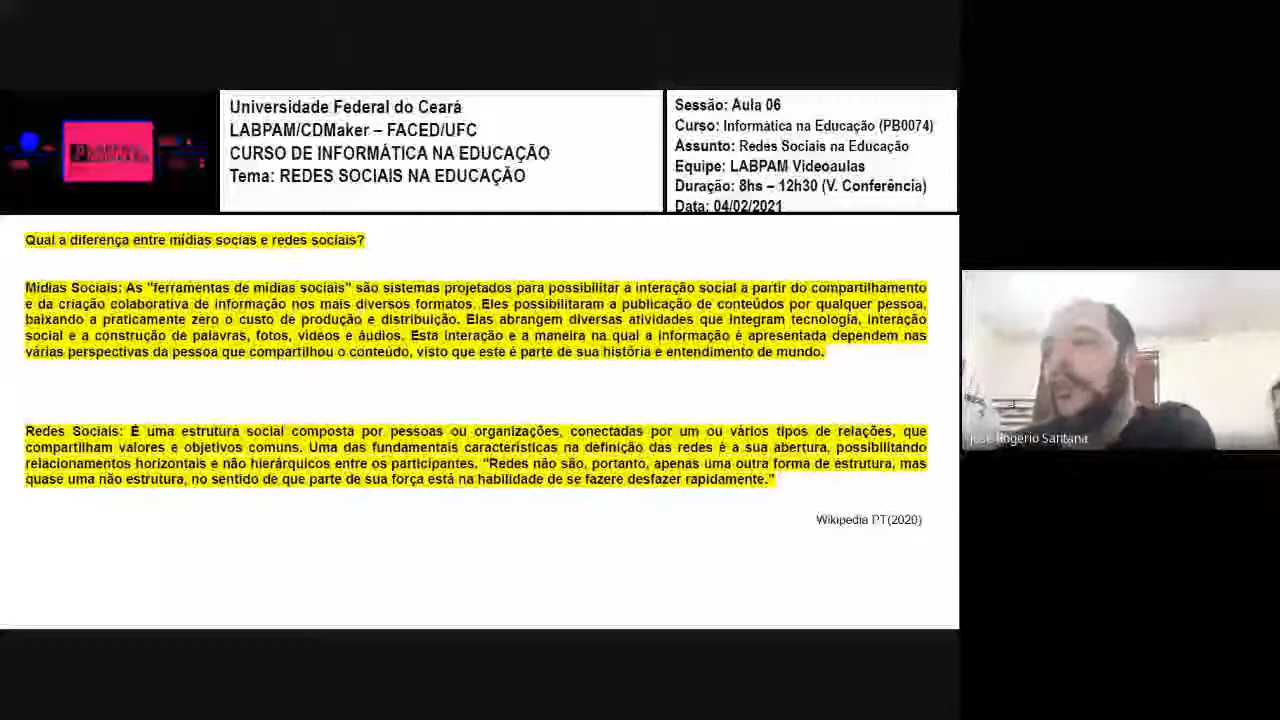 Universidade Federal do Ceará
LABPAM/CDMaker – FACED/UFC
CURSO DE INFORMÁTICA NA EDUCAÇÃO
Tema: REDES SOCIAIS NA EDUCAÇÃO
Sessão: Aula 06
Curso: Informática na Educação (PB0074)
Assunto: Redes Sociais na Educação
Equipe: LABPAM Videoaulas
Duração: 8hs – 12h30 (V. Conferência)
Data: 04/02/2021
Qual a diferença entre mídias socias e redes sociais?
Mídias Sociais: As "ferramentas de mídias sociais" são sistemas projetados para possibilitar a interação social a partir do compartilhamento
e da criação colaborativa de informação nos mais diversos formatos. Eles possibilitaram a publicação de conteúdos por qualquer pessoa,
baixando a praticamente zero o custo de produção e distribuição. Elas abrangem diversas atividades que integram tecnologia, interação
social e a construção de palavras, fotos, vídeos e áudios. Esta interação e a maneira na qual a informação é apresentada dependem nas
várias perspectivas da pessoa que compartilhou o conteúdo, visto que este é parte de sua história e entendimento de mundo.
Redes Sociais: É uma estrutura social composta por pessoas ou organizações, conectadas por um ou vários tipos de relações, que
compartilham valores e objetivos comuns. Uma das fundamentais características na definição das redes é a sua abertura, possibilitando
relacionamentos horizontais e não hierárquicos entre os participantes. "Redes não são, portanto, apenas uma outra forma de estrutura, mas
quase uma não estrutura, no sentido de que parte de sua força está na habilidade de se fazere desfazer rapidamente."
Wikipedia PT(2020)
José Rogério Santana